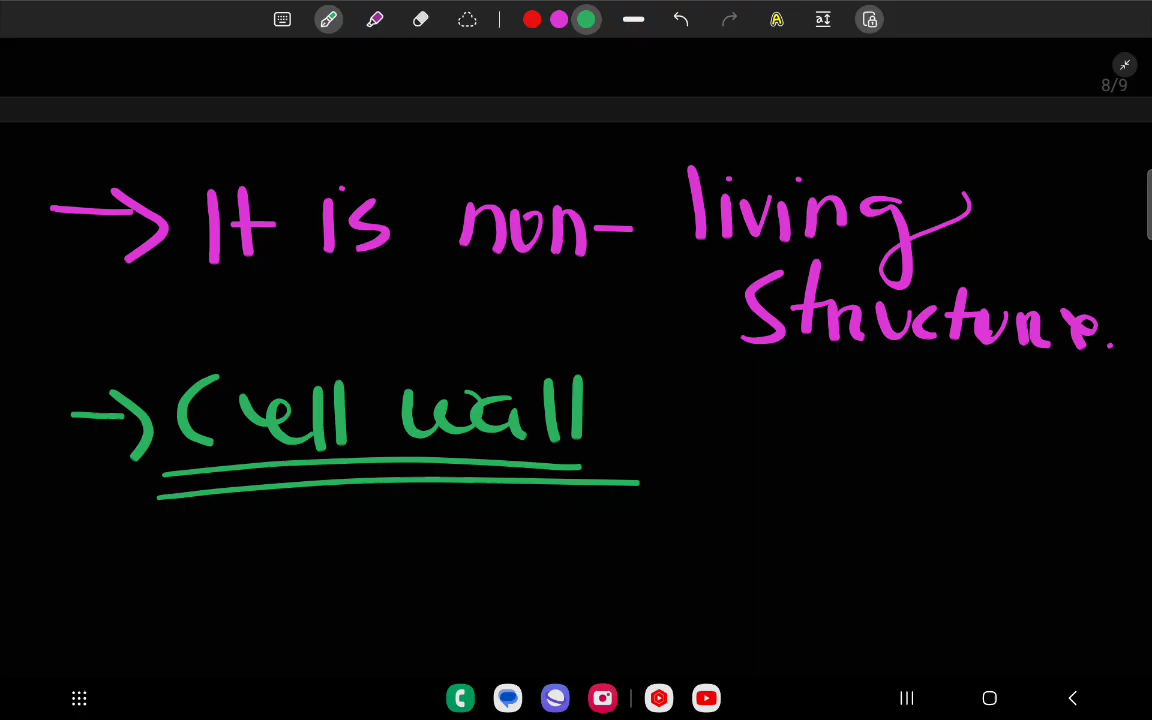 8/9
→ It is non-living
Structure.
→ Cell wall